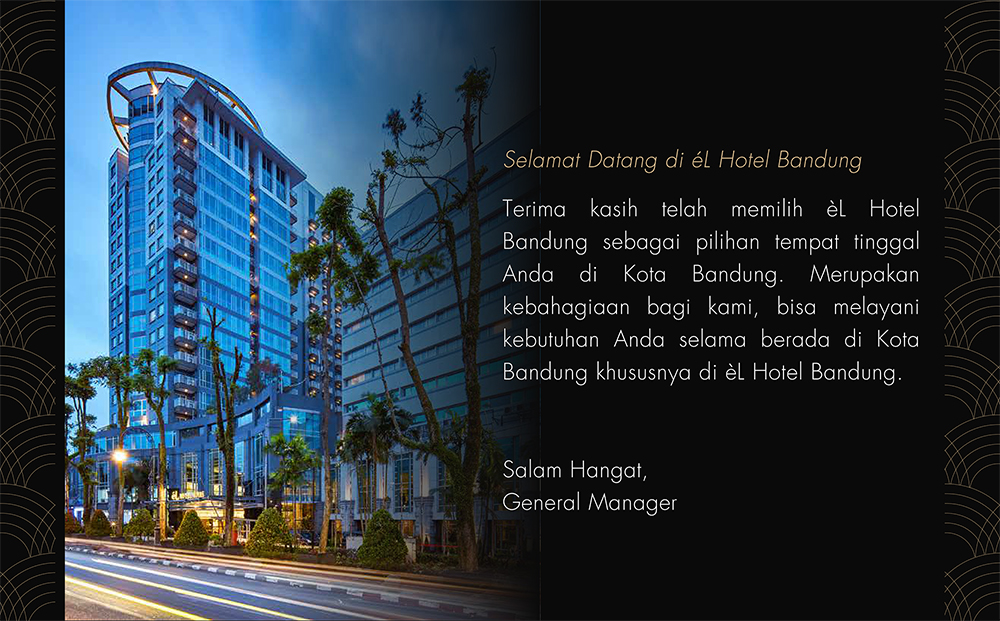 Selamat Datang di éL Hotel Bandung
Terima kasih telah memilih èL Hotel
Bandung sebagai pilihan tempat tinggal
Anda di Kota Bandung. Merupakan
kebahagiaan bagi kami, bisa melayani
kebutuhan Anda selama berada di Kota
Bandung khususnya di èL Hotel Bandung.
Salam Hangat,
General Manager